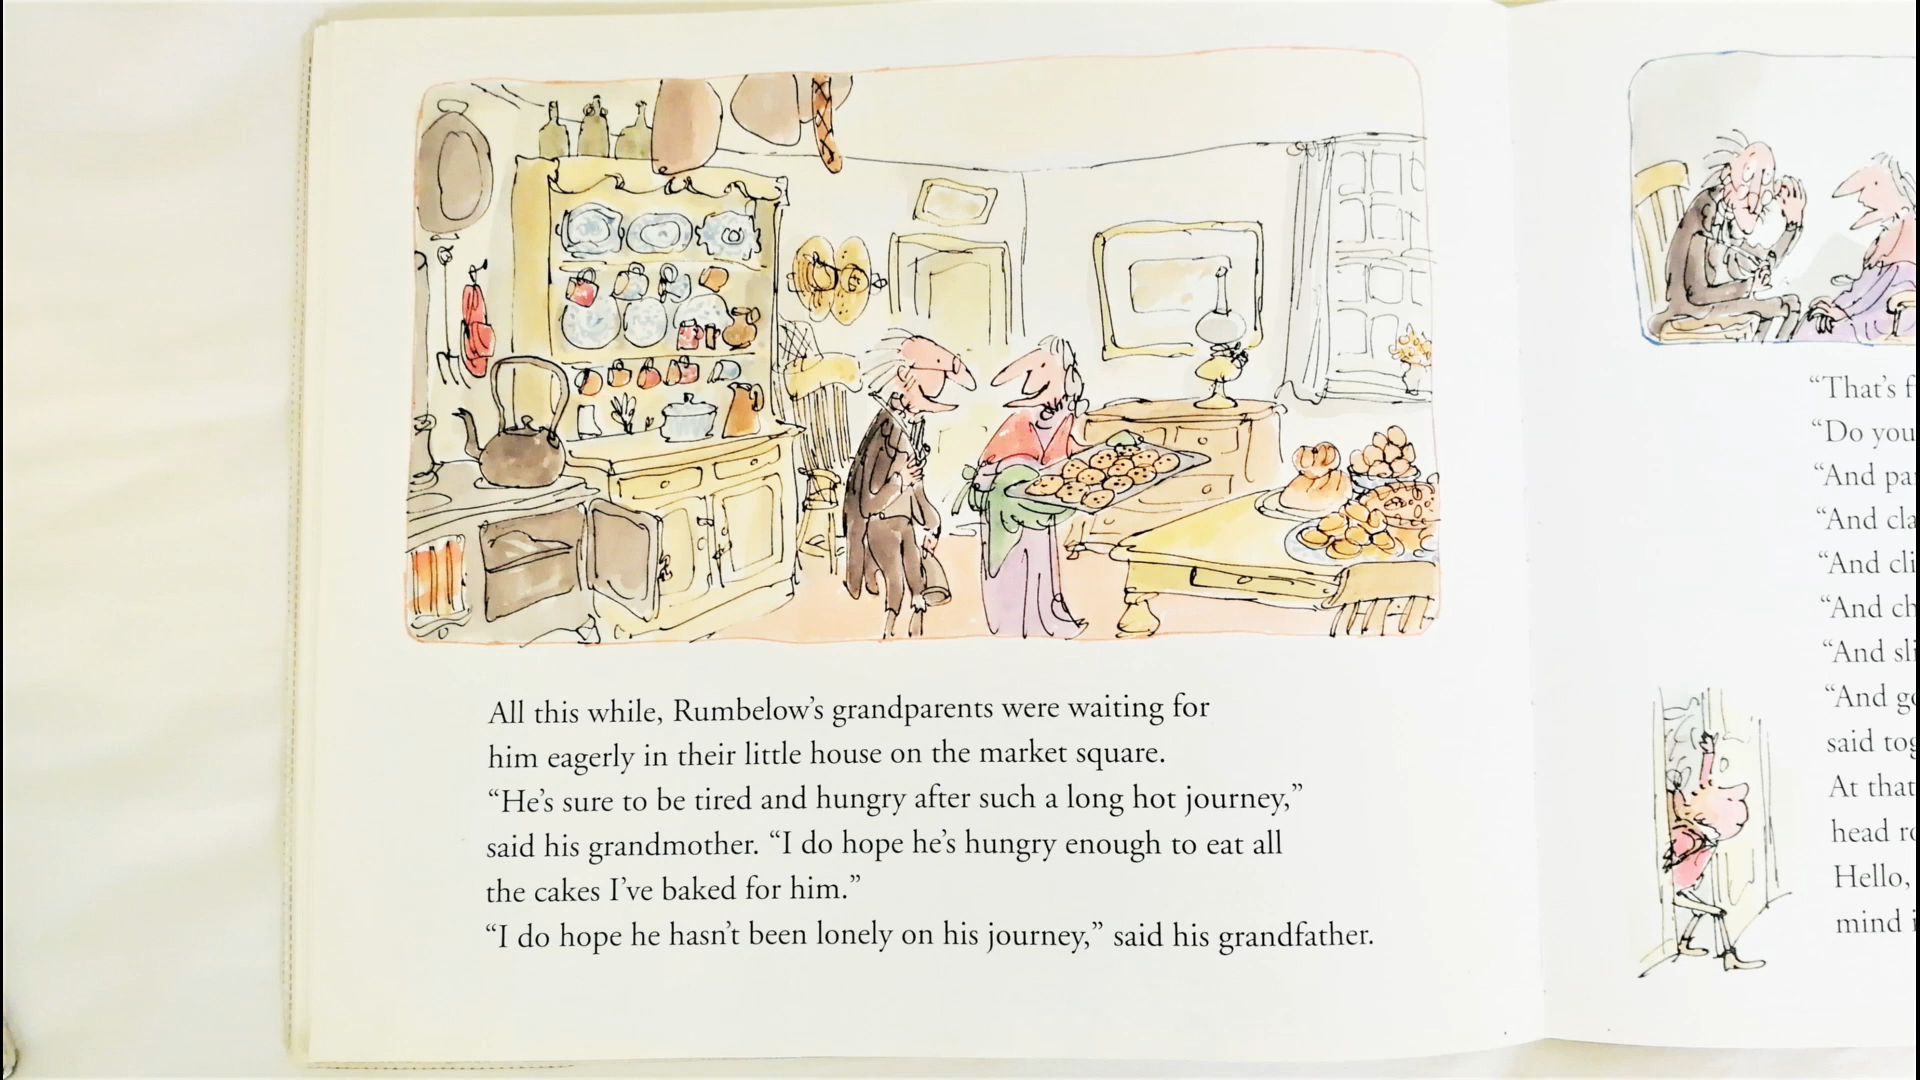 All this while, Rumbelow's grandparents were waiting for
him eagerly in their little house on the market square.
"He's sure to be tired and hungry after such a long hot journey,"
said his grandmother. "I do hope he's hungry enough to eat all
the cakes I've baked for him."
"I do hope he hasn't been lonely on his journey," said his grandfather.
"That's
"Do you
"And
"And
"And
"And
"And
"And
said
At that
head
Hello,
mind